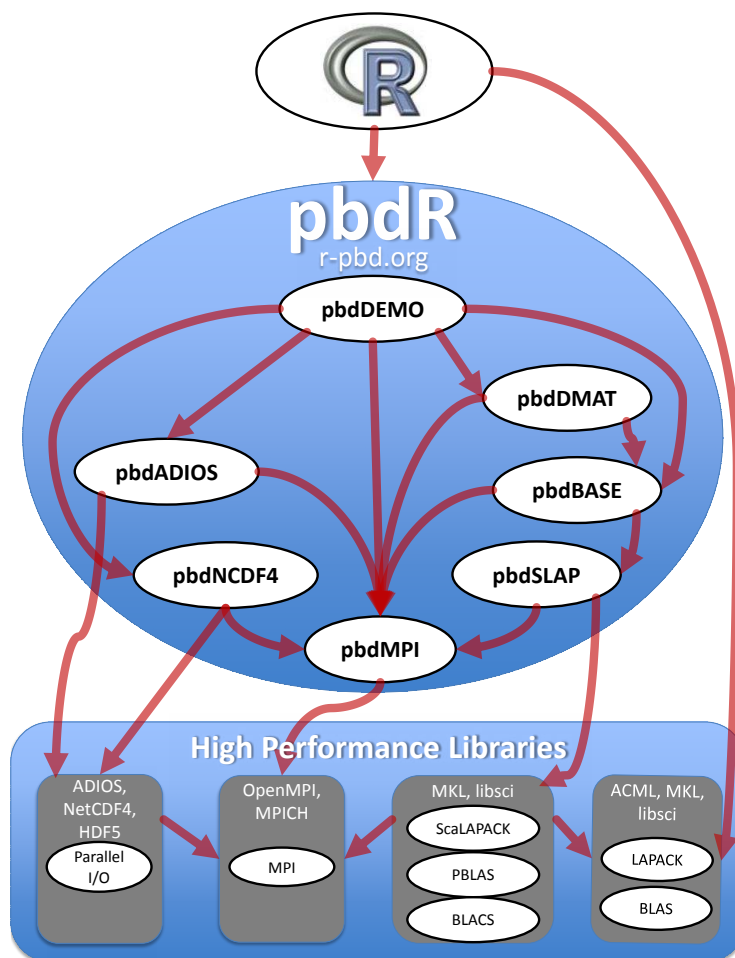 R
pbdR
r-pbd.org
pbdDEMO
pbdDMAT
pbdADIOS
pbdBASE
pbdNCDF4
pbdSLAP
pbdMPI
High Performance Libraries
ADIOS,
NetCDF4,
HDF5
Parallel
I/O
OpenMPI,
MPICH
MPI
MKL, libsci
ScaLAPACK
PBLAS
BLACS
ACML, MKL,
libsci
LAPACK
BLAS